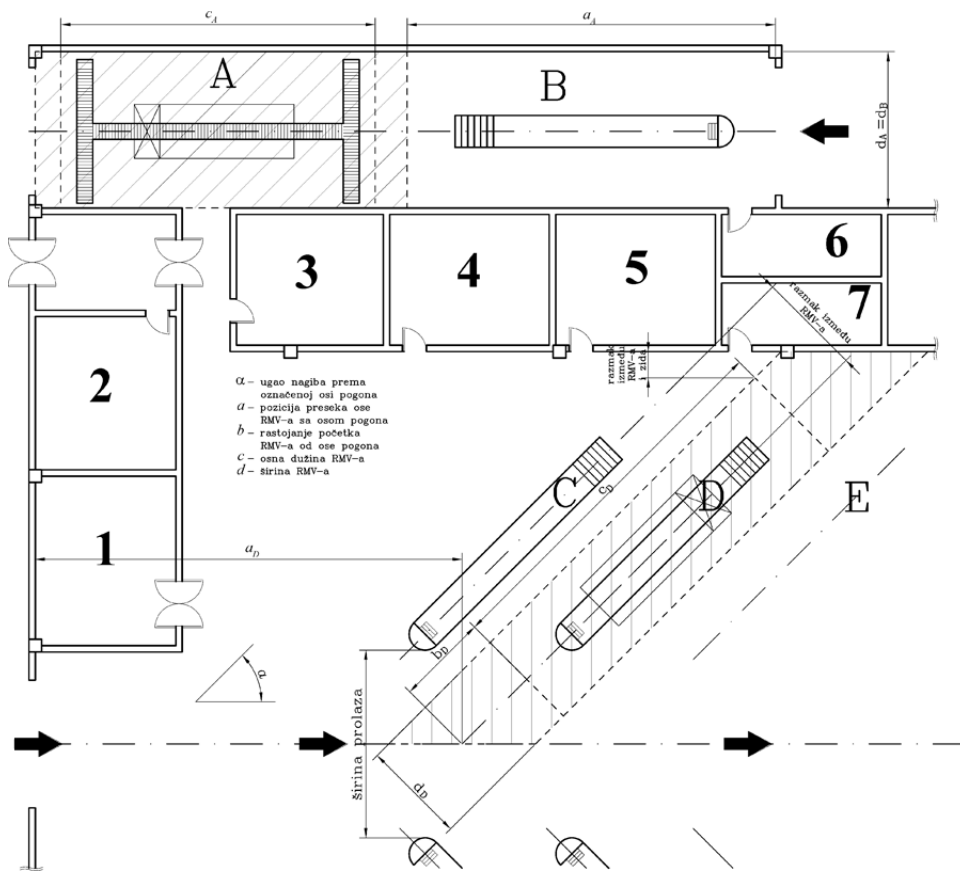 c_A
a_A
A
B
d_A=d_B
3
4
5
6
7
razmak između
RMV-a
razmak
između
RMV-a
i zida
2
α – ugao nagiba prema
označenoj osi pogona
a – pozicija preseka ose
RMV-a sa osom pogona
b – rastojanje početka
RMV-a od ose pogona
c – osna dužina RMV-a
d – širina RMV-a
C
c_D
D
E
1
a_D
b_D
α
širina prolaza
d_D